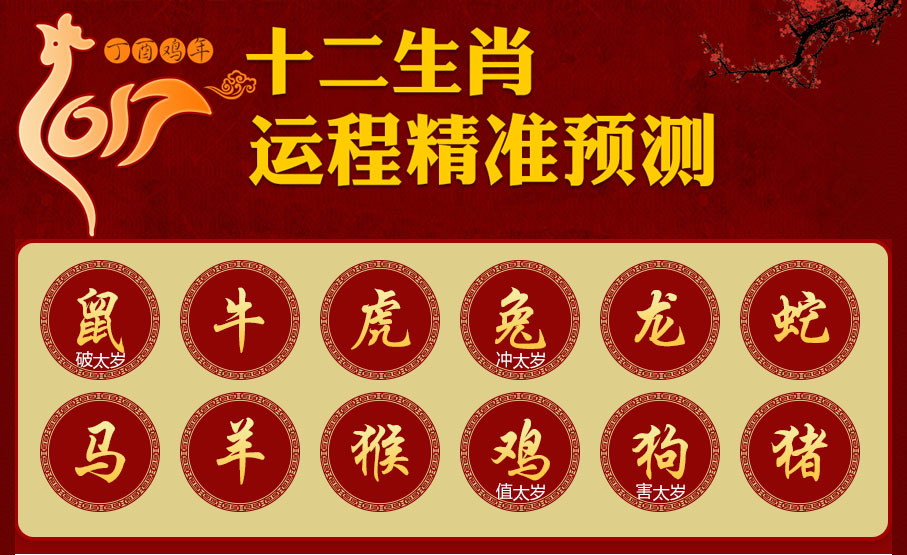 丁酉鸡年
2017
十二生肖
运程精准预测
鼠 牛 虎 兔 龙 蛇
破太岁 冲太岁
马 羊 猴 鸡 狗 猪
值太岁 害太岁